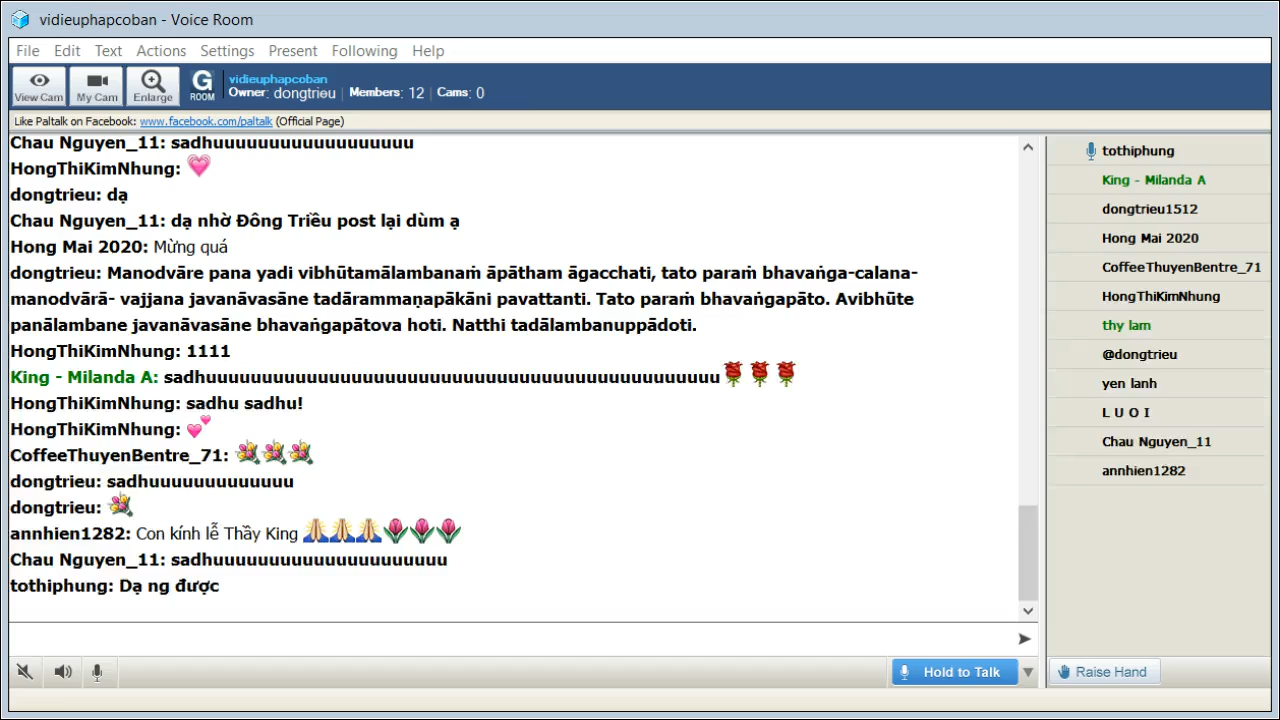 vidieuphapcoban - Voice Room
File Edit Text Actions Settings Present Following Help
View Cam My Cam Enlarge G ROOM
vidieuphapcoban
Owner: dongtrieu | Members: 12 | Cams: 0
Like Paltalk on Facebook: www.facebook.com/paltalk (Official Page)
Chau Nguyen_11: sadhuuuuuuuuuuuuuuuuuu
HongThiKimNhung:
dongtrieu: dạ
Chau Nguyen_11: dạ nhờ Đông Triều post lại dùm ạ
Hong Mai 2020: Mừng quá
dongtrieu: Manodvāre pana yadi vibhūtamālambanaṁ āpātham āgacchati, tato paraṁ bhavaṅga-calana-
manodvārā- vajjana javanāvasāne tadārammaṇapākāni pavattanti. Tato paraṁ bhavaṅgapāto. Avibhūte
panālambane javanāvasāne bhavaṅgapātova hoti. Natthi tadālambanuppādoti.
HongThiKimNhung: 1111
King - Milanda A: sadhuuuuuuuuuuuuuuuuuuuuuuuuuuuuuuuuuuuuuuuuuuuuuu
HongThiKimNhung: sadhu sadhu!
HongThiKimNhung:
CoffeeThuyenBentre_71:
dongtrieu: sadhuuuuuuuuuuuuu
dongtrieu:
annhien1282: Con kính lễ Thầy King
Chau Nguyen_11: sadhuuuuuuuuuuuuuuuuuuuuu
tothiphung: Dạ ng được
Hold to Talk
tothiphung
King - Milanda A
dongtrieu1512
Hong Mai 2020
CoffeeThuyenBentre_71
HongThiKimNhung
thy lam
@dongtrieu
yen lanh
L U O I
Chau Nguyen_11
annhien1282
Raise Hand